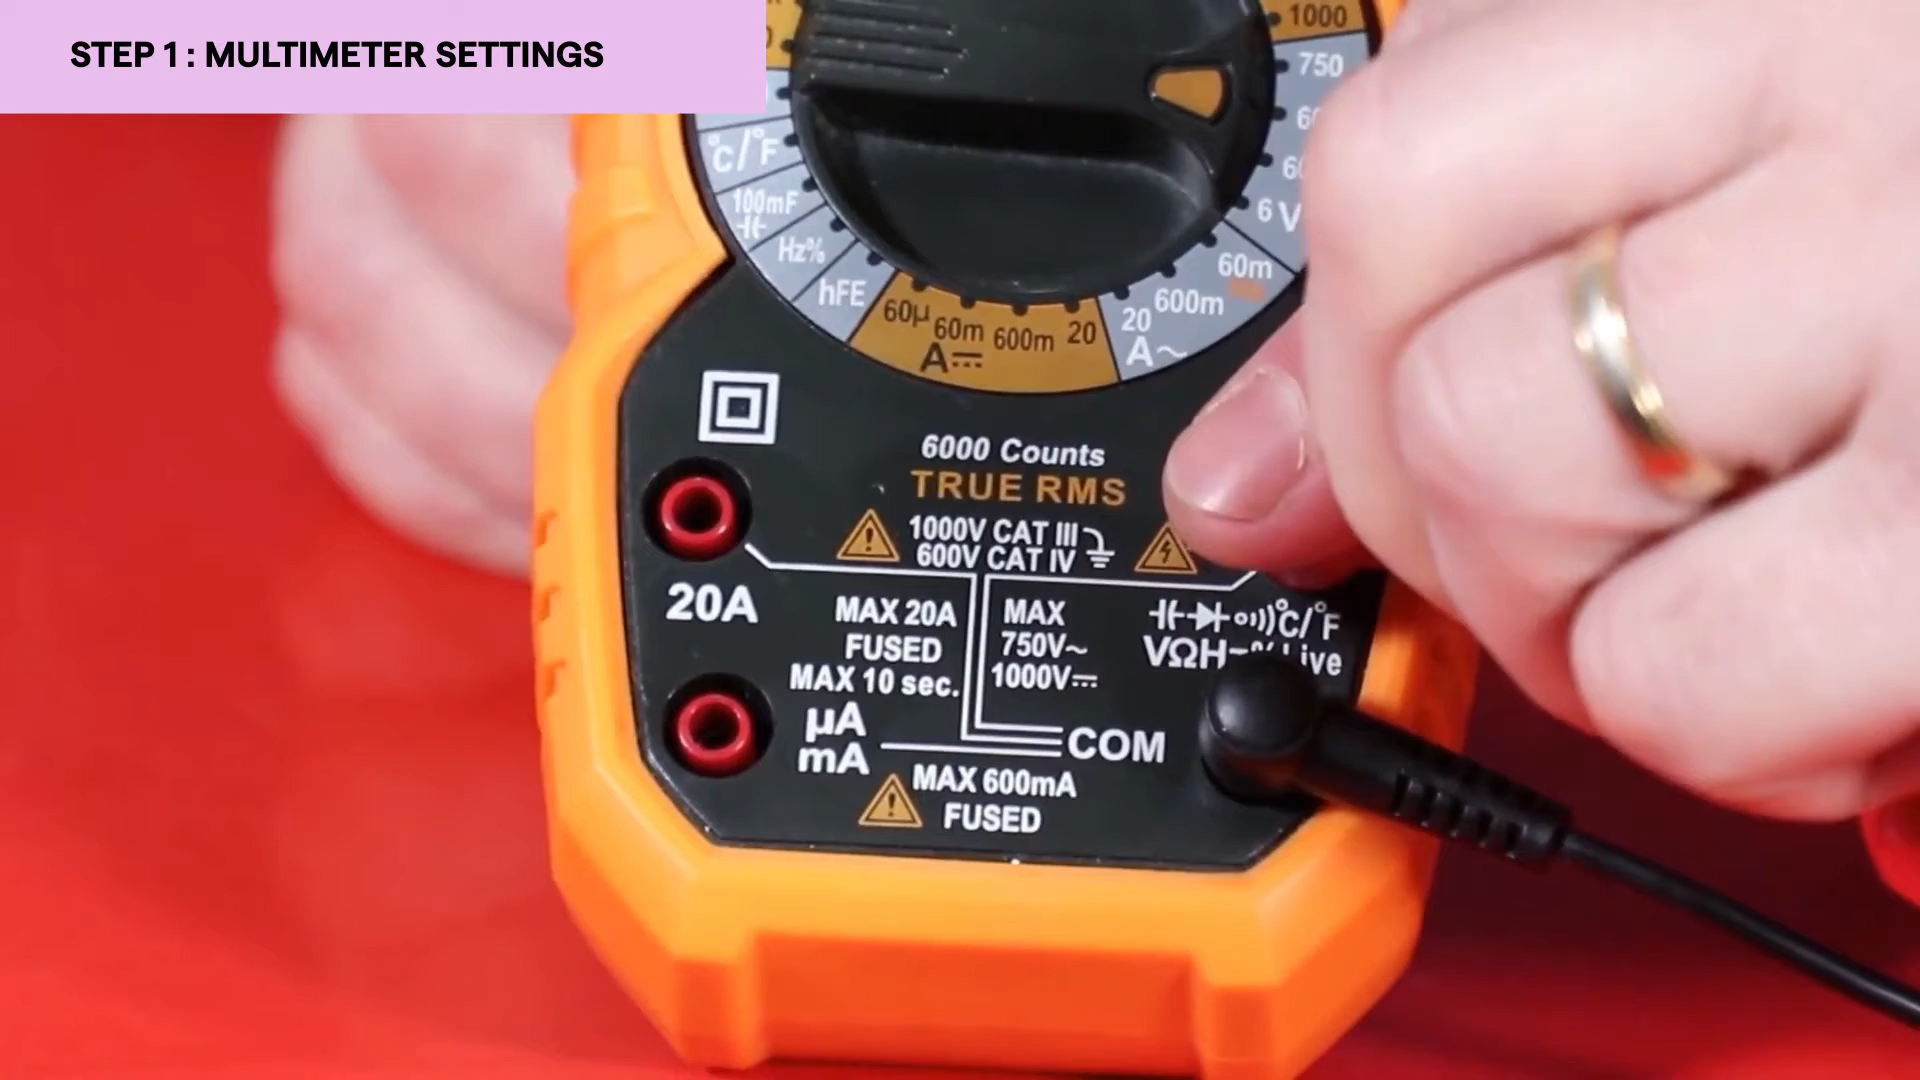 STEP 1 : MULTIMETER SETTINGS
1000
750
°C/°F
100mF
6 V
Hz%
60m
hFE
600m
60µ 60m 600m 20
20
A⎓
A~
6000 Counts
TRUE RMS
1000V CAT III
600V CAT IV
20A
MAX 20A
FUSED
MAX 10 sec.
MAX
750V~
1000V⎓
°C/°F
µA
mA
COM
MAX 600mA
FUSED